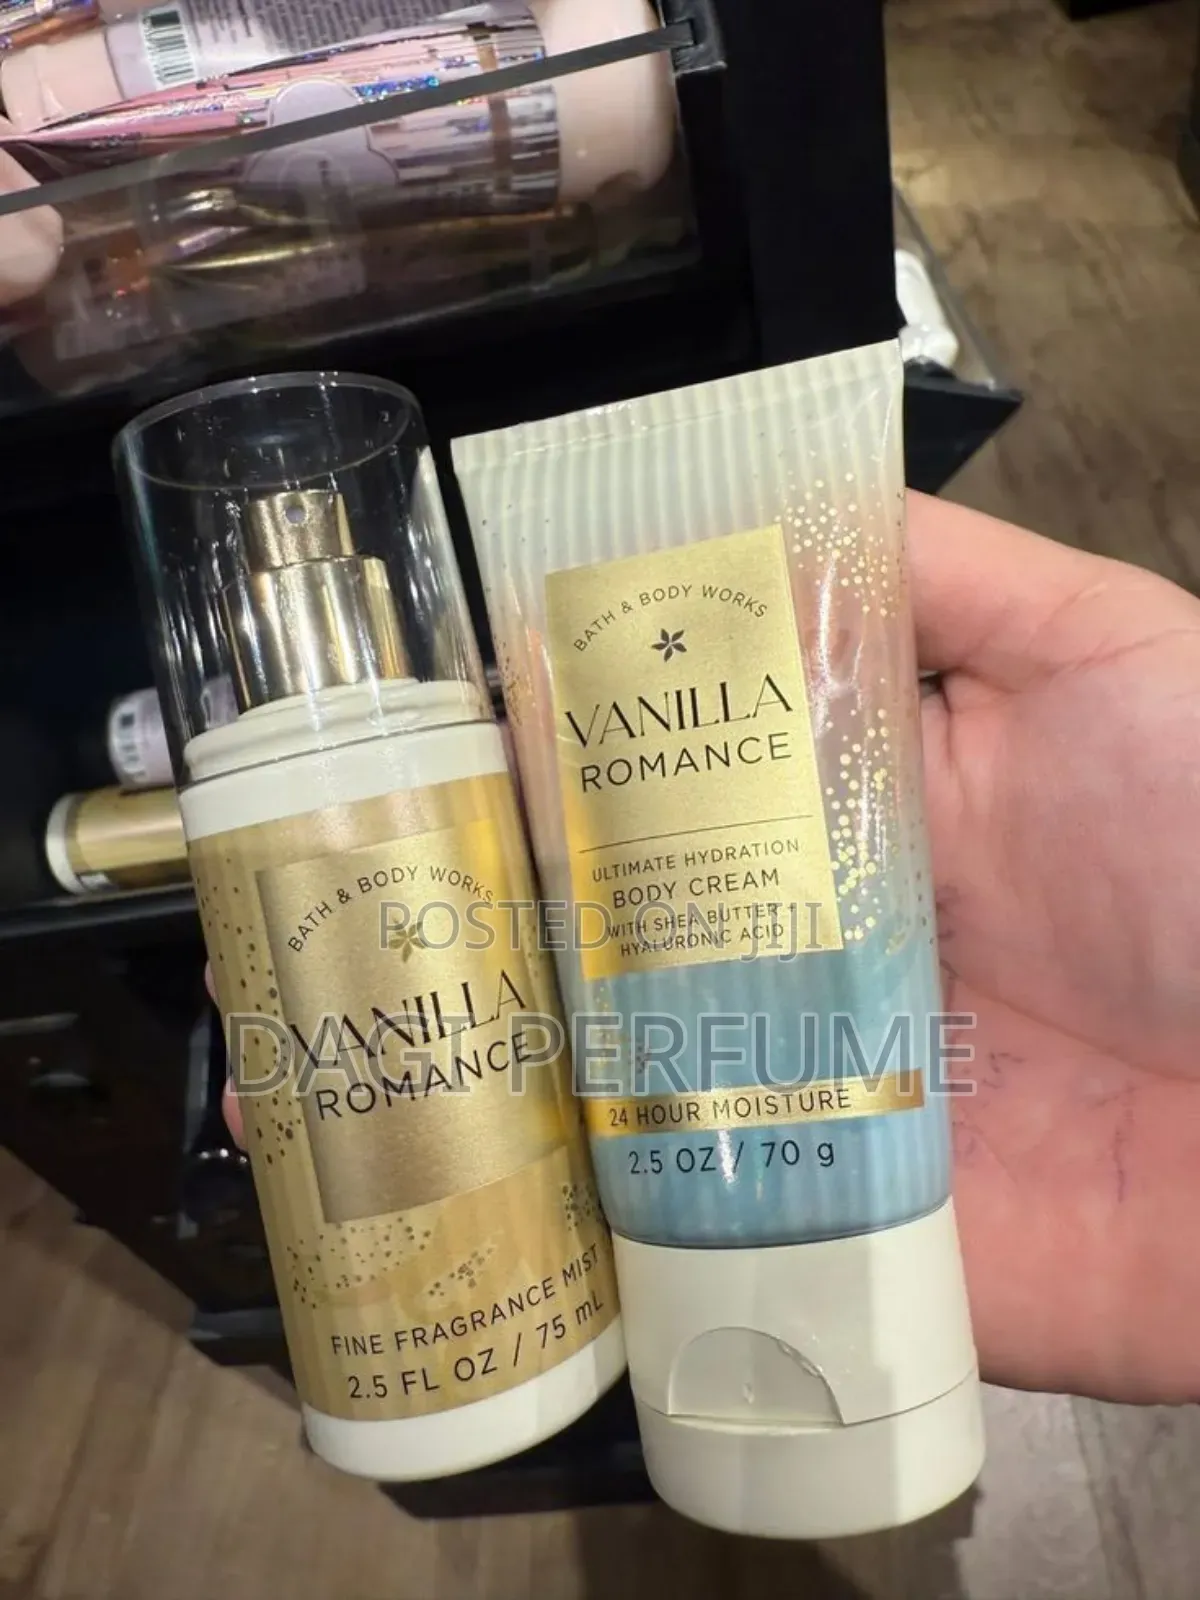 BATH & BODY WORKS
VANILLA
ROMANCE
ULTIMATE HYDRATION
BODY CREAM
WITH SHEA BUTTER +
HYALURONIC ACID
24 HOUR MOISTURE
2.5 OZ / 70 g
BATH & BODY WORKS
VANILLA
ROMANCE
FINE FRAGRANCE MIST
2.5 FL OZ / 75 mL
POSTED ON JIJI
DAGI PERFUME